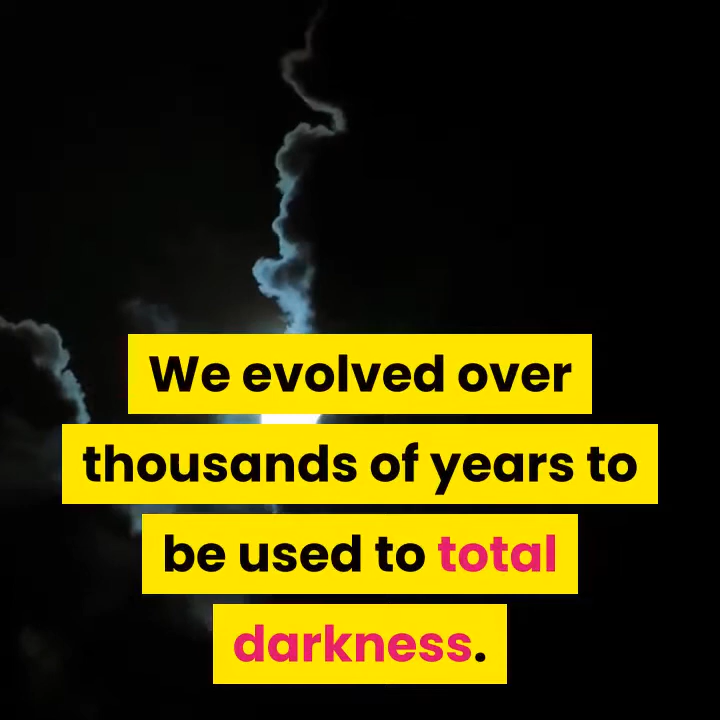 We evolved over
thousands of years to
be used to total
darkness.